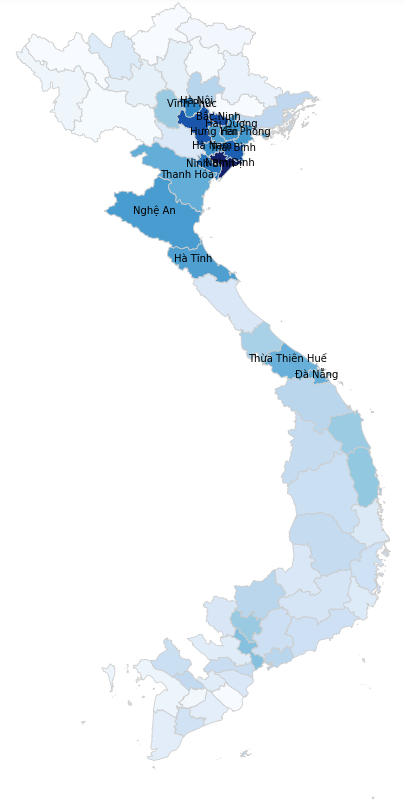 Hà Nội
Vĩnh Phúc
Bắc Ninh
Hải Dương
Hưng Yên
Hải Phòng
Hà Nam
Thái Bình
Ninh Bình
Nam Định
Thanh Hóa
Nghệ An
Hà Tĩnh
Thừa Thiên Huế
Đà Nẵng